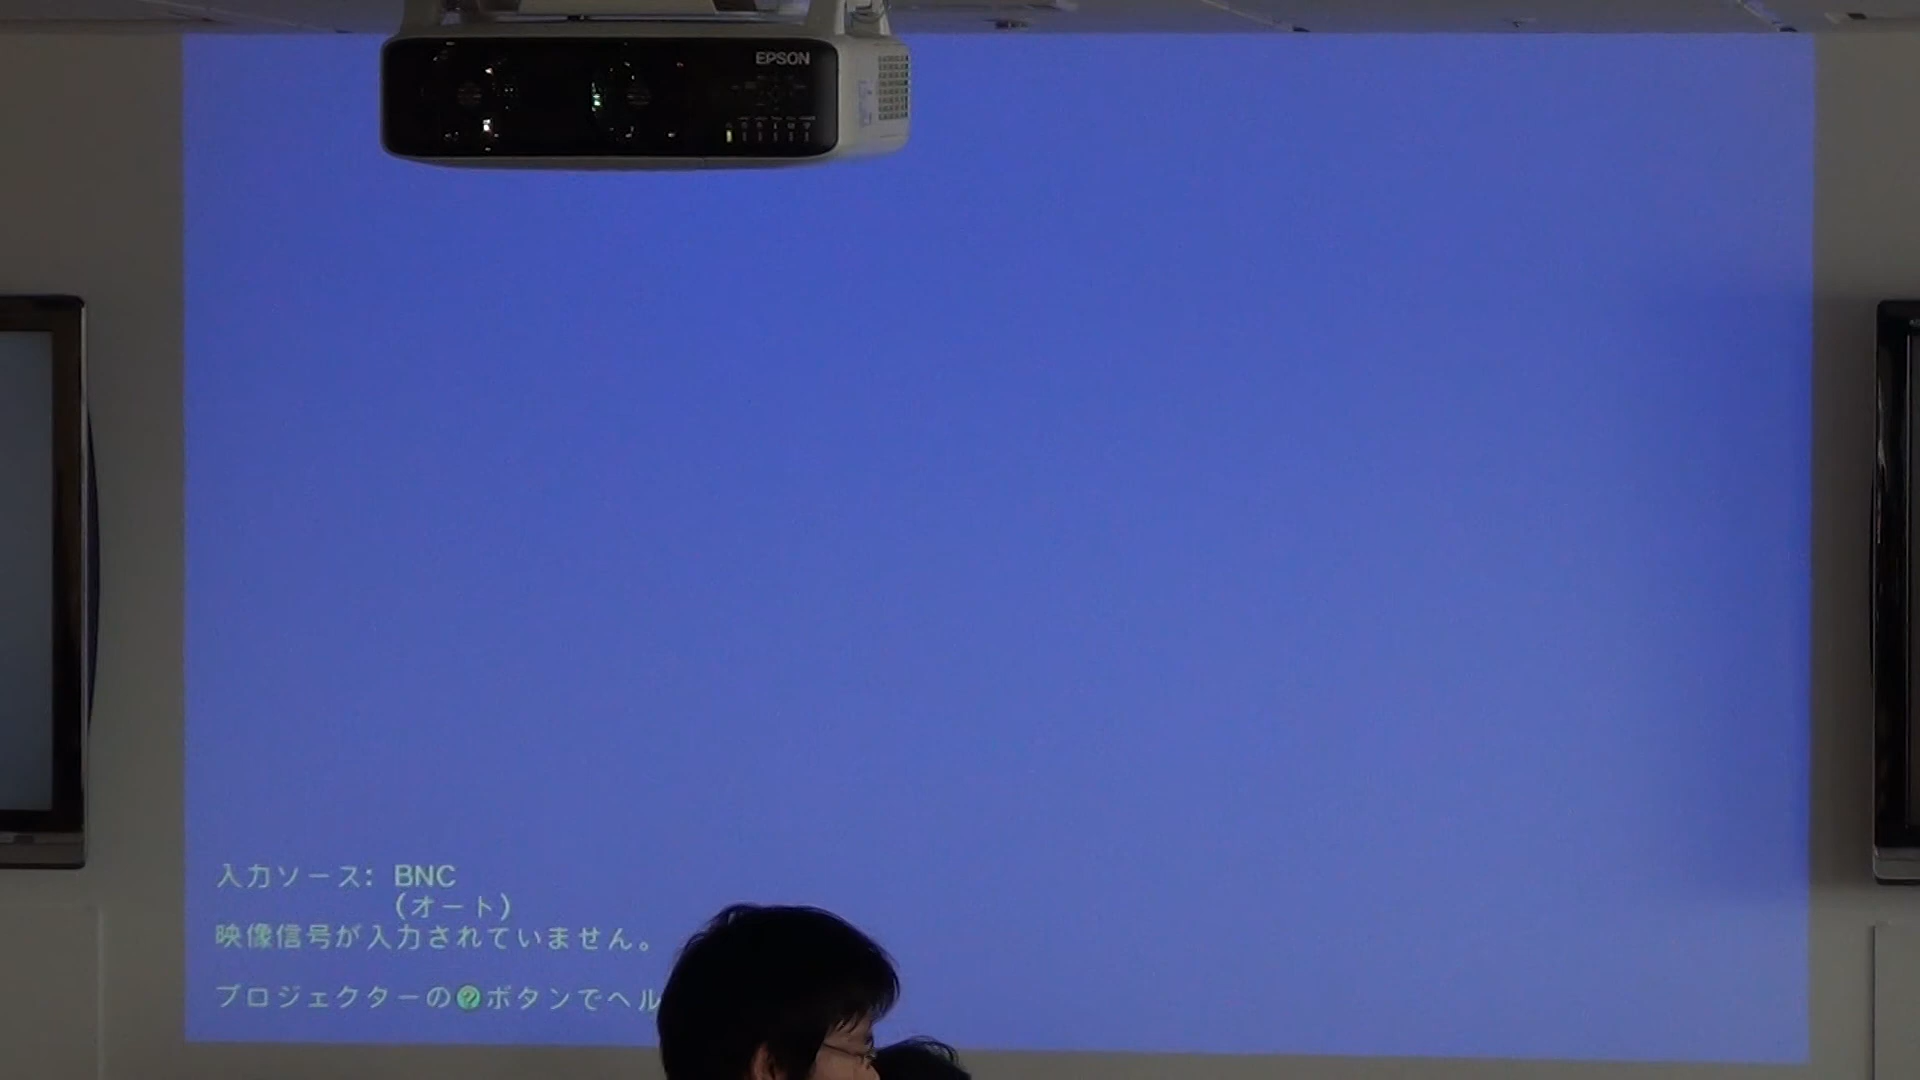 EPSON
入力ソース: BNC
(オート)
映像信号が入力されていません。
プロジェクターの?ボタンでヘル